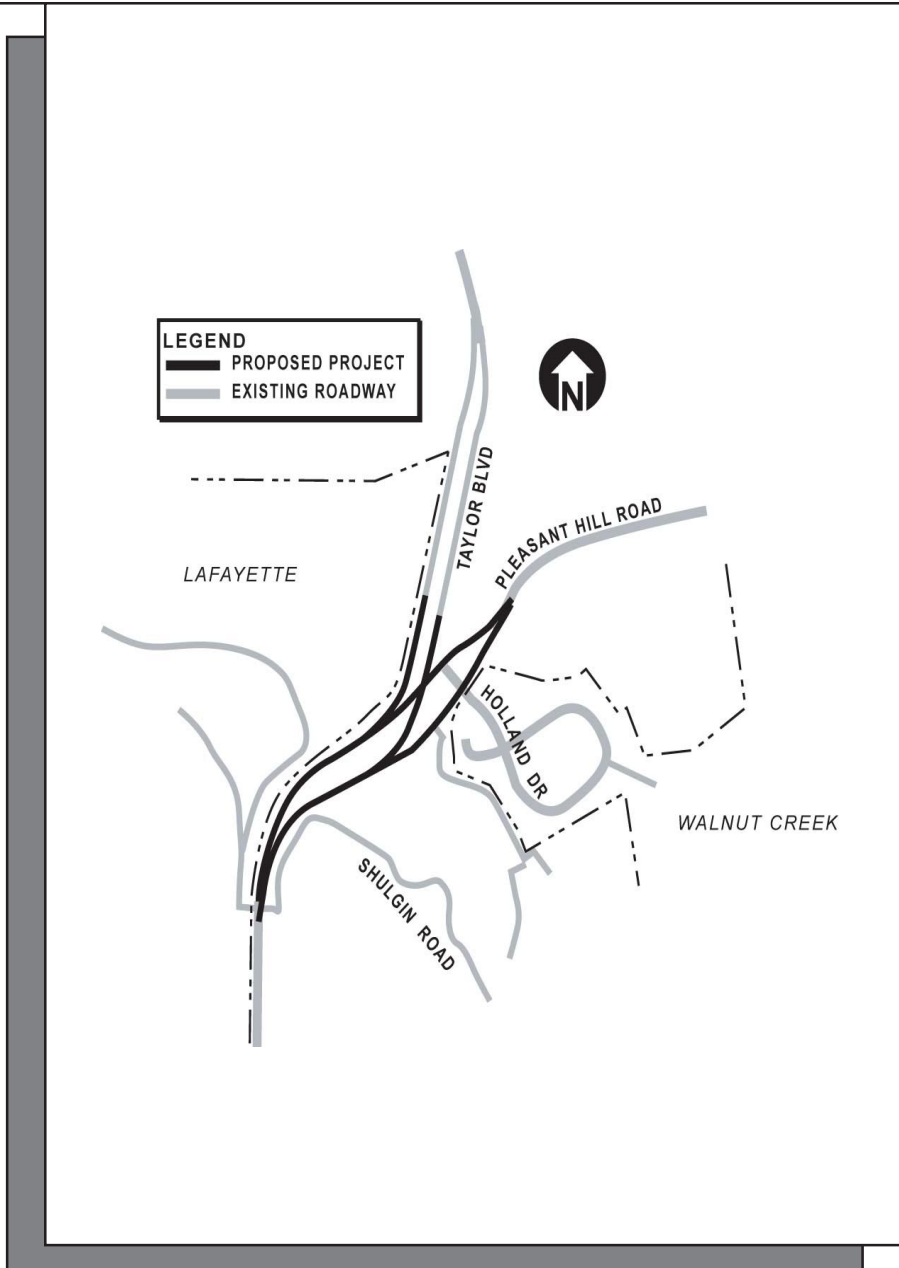 LEGEND
PROPOSED PROJECT
EXISTING ROADWAY
N
TAYLOR BLVD
PLEASANT HILL ROAD
LAFAYETTE
HOLLAND DR
WALNUT CREEK
SHULGIN ROAD